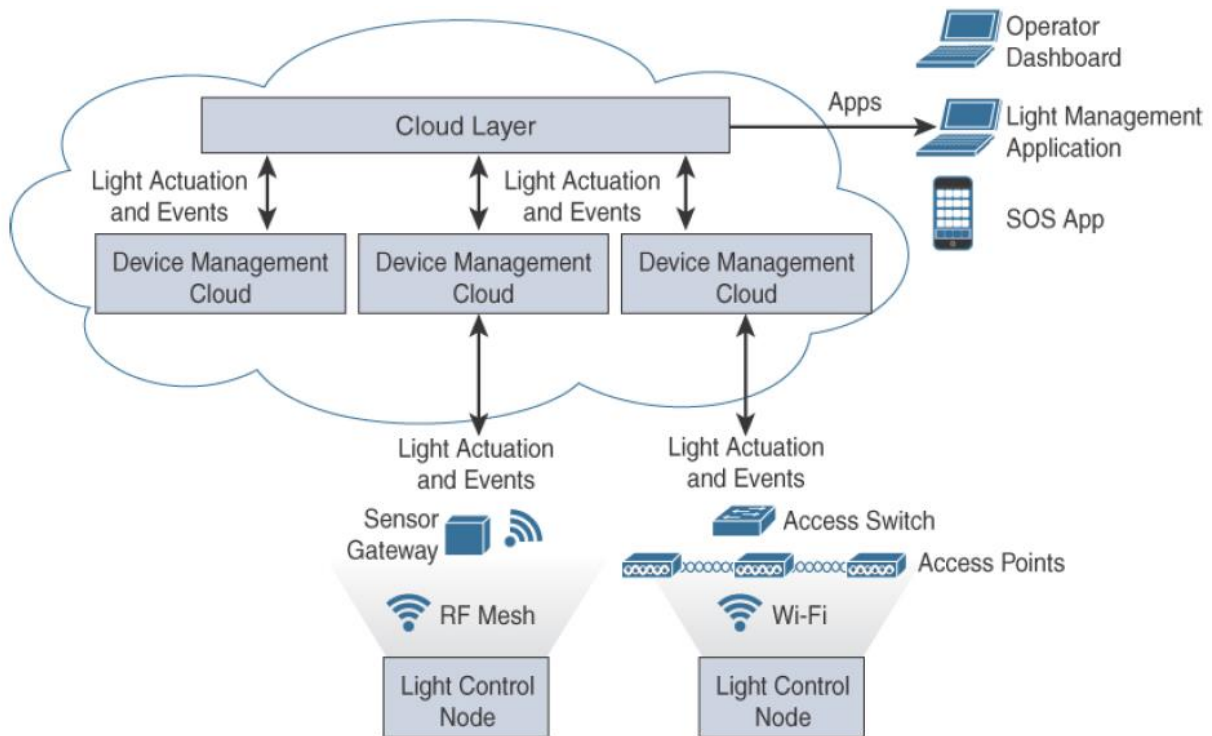 Operator
Dashboard
Apps
Cloud Layer
Light Management
Application
Light Actuation
and Events
Light Actuation
and Events
SOS App
Device Management
Cloud
Device Management
Cloud
Device Management
Cloud
Light Actuation
and Events
Light Actuation
and Events
Sensor
Gateway
Access Switch
Access Points
RF Mesh
Wi-Fi
Light Control
Node
Light Control
Node